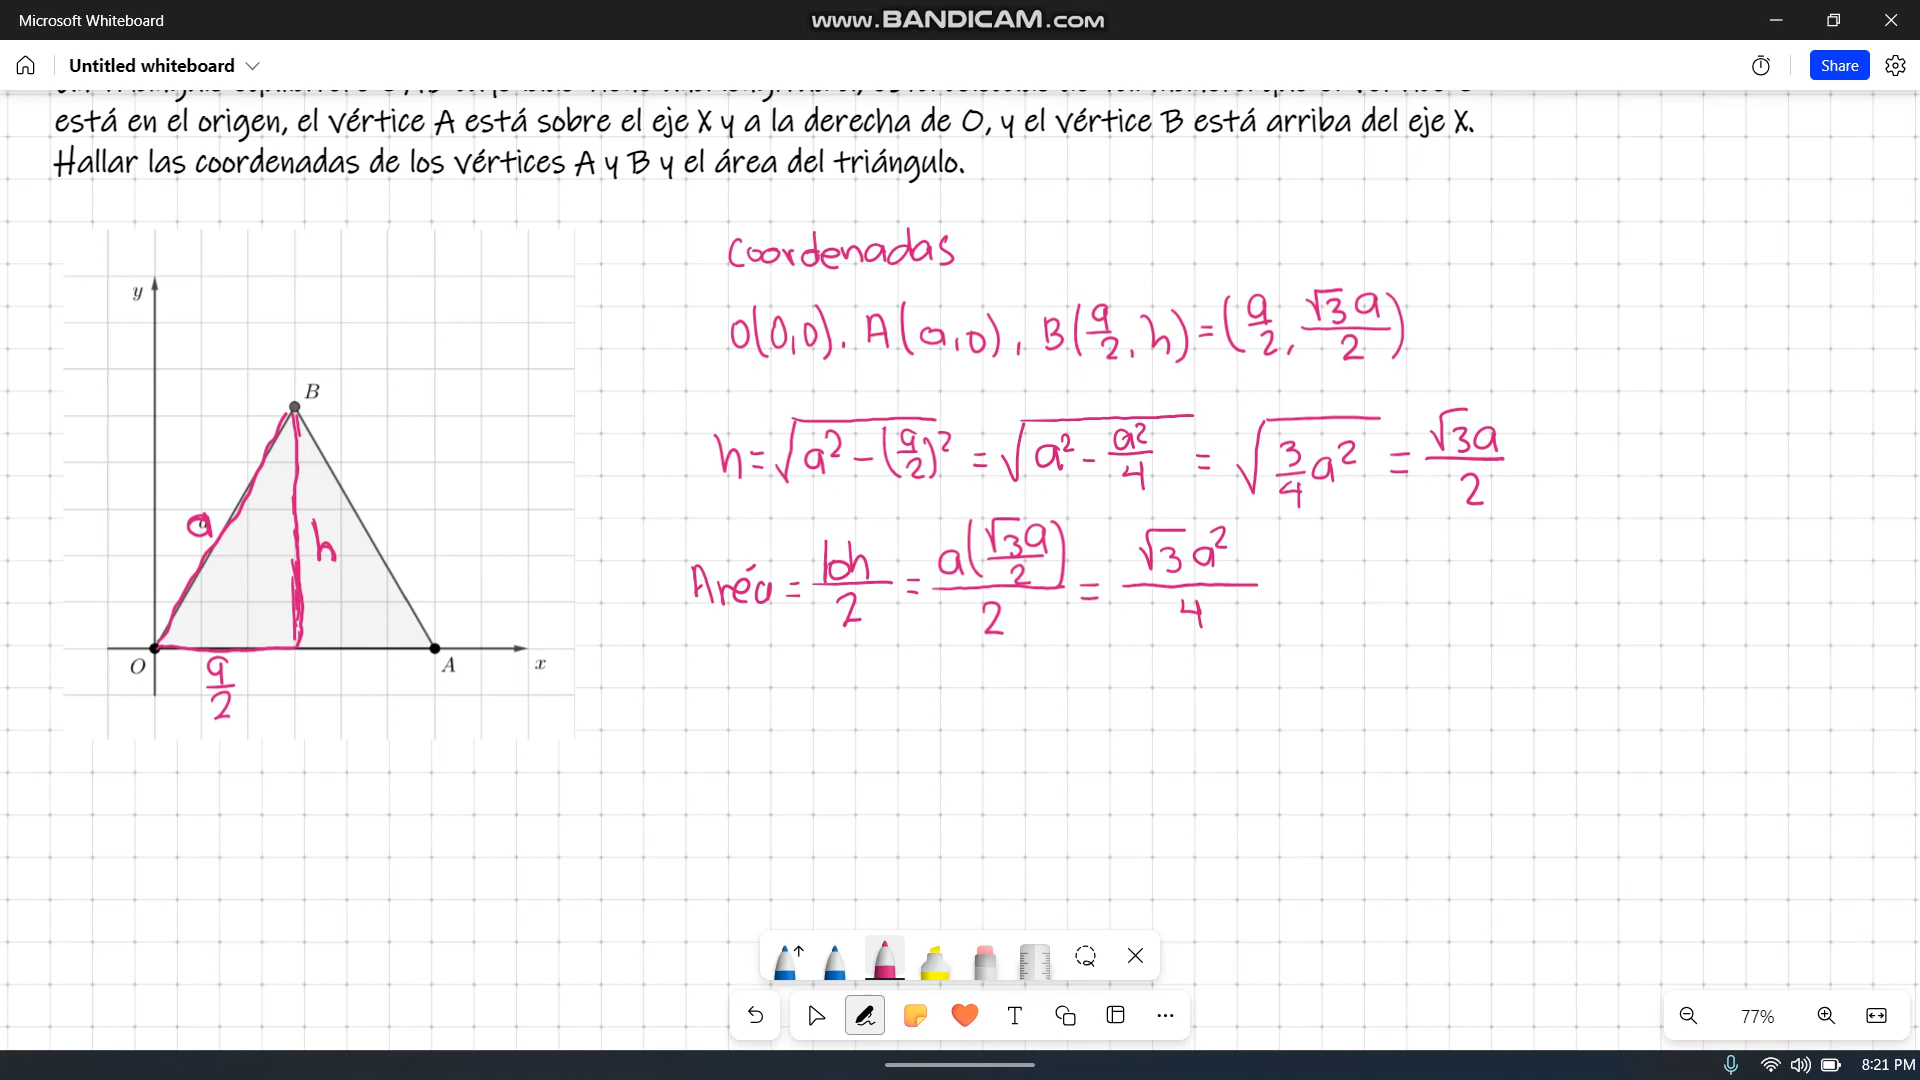 Microsoft Whiteboard
www.BANDICAM.com
Untitled whiteboard
Share
está en el origen, el vértice A está sobre el eje X y a la derecha de O, y el vértice B está arriba del eje X.
Hallar las coordenadas de los vértices A y B y el área del triángulo.
Coordenadas
O(0,0). A(a,0), B(a/2, h) = (a/2, √3a/2)
h = √a² - (a/2)² = √a² - a²/4 = √3/4a² = √3a/2
Aréa = bh/2 = a(√3a/2)/2 = √3a²/4
y
B
a
h
O
A
x
a/2
77%
8:21 PM